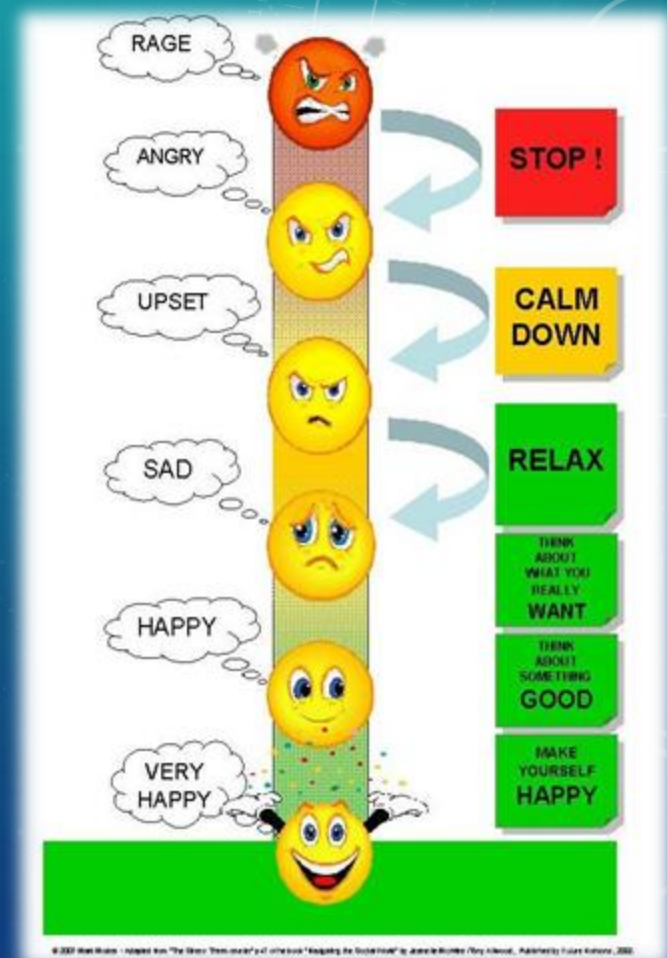 RAGE
STOP !
ANGRY
CALM
DOWN
UPSET
RELAX
SAD
THINK
ABOUT
WHAT YOU
REALLY
WANT
HAPPY
THINK
ABOUT
SOMETHING
GOOD
VERY
HAPPY
MAKE
YOURSELF
HAPPY